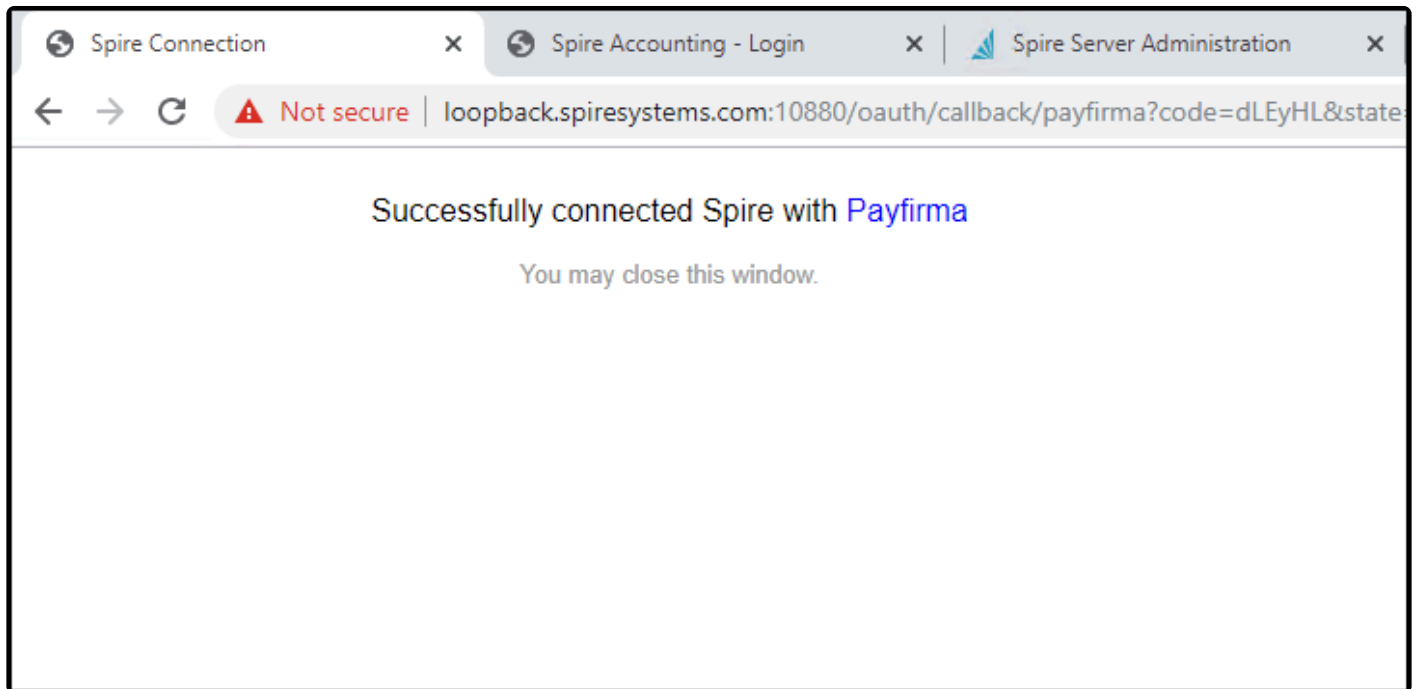 Spire Connection
Spire Accounting - Login
Spire Server Administration
Not secure
loopback.spiresystems.com:10880/oauth/callback/payfirma?code=dLEyHL&state=
Successfully connected Spire with Payfirma
You may close this window.